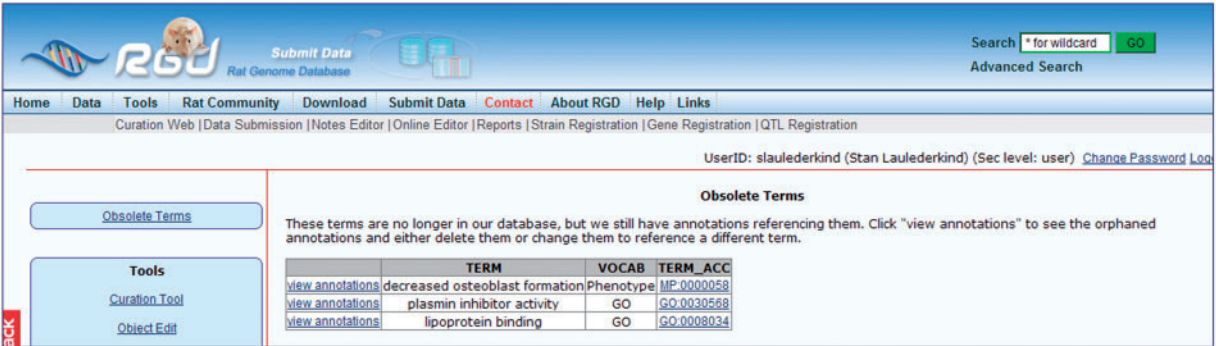 RGD
Submit Data
Rat Genome Database
Search * for wildcard GO
Advanced Search
Home Data Tools Rat Community Download Submit Data Contact About RGD Help Links
Curation Web | Data Submission | Notes Editor | Online Editor | Reports | Strain Registration | Gene Registration | QTL Registration
UserID: slaulederkind (Stan Laulederkind) (Sec level: user) Change Password
Obsolete Terms
Obsolete Terms
These terms are no longer in our database, but we still have annotations referencing them. Click "view annotations" to see the orphaned
annotations and either delete them or change them to reference a different term.
Tools
Curation Tool
Object Edit
TERM VOCAB TERM_ACC
view annotations decreased osteoblast formation Phenotype MP:0000058
view annotations plasmin inhibitor activity GO GO:0030568
view annotations lipoprotein binding GO GO:0008034